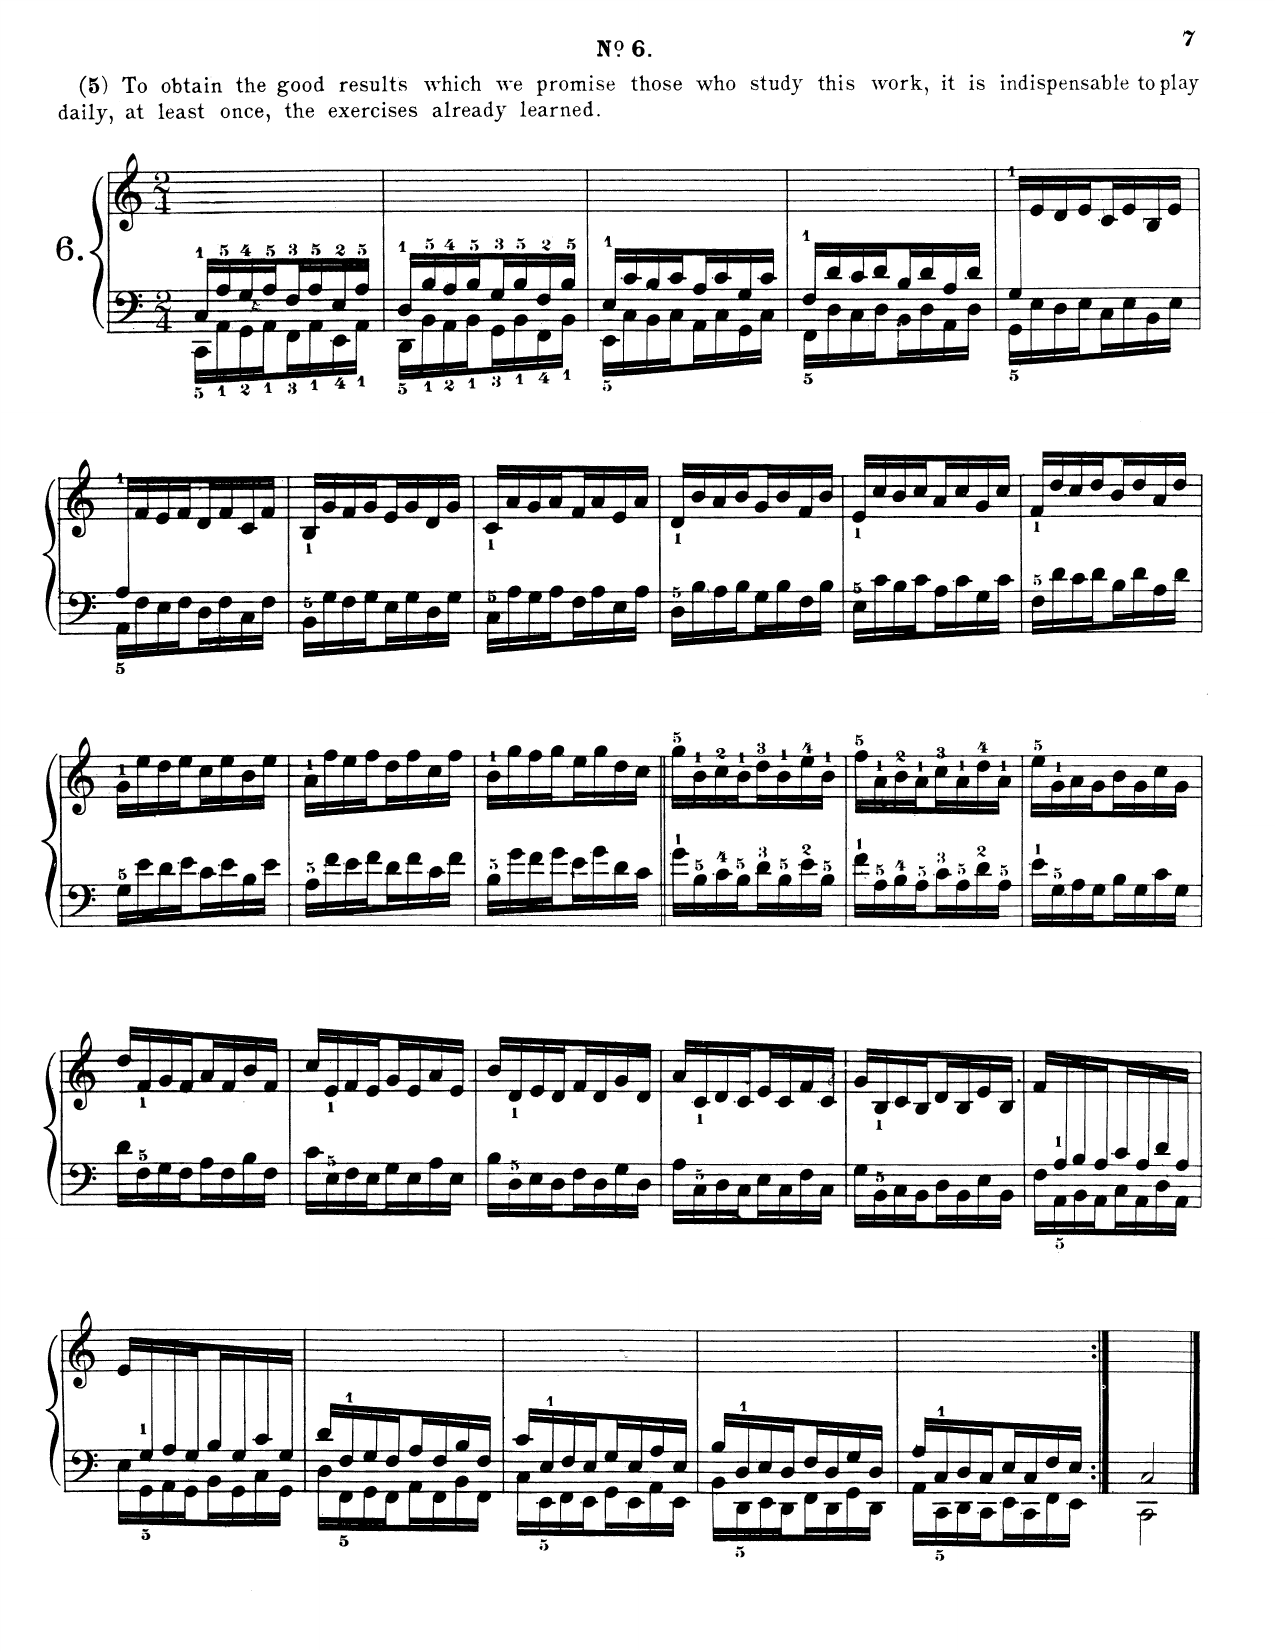 7
Nº 6.
(5) To obtain the good results which we promise those who study this work, it is indispensable to play
daily, at least once, the exercises already learned.
6.